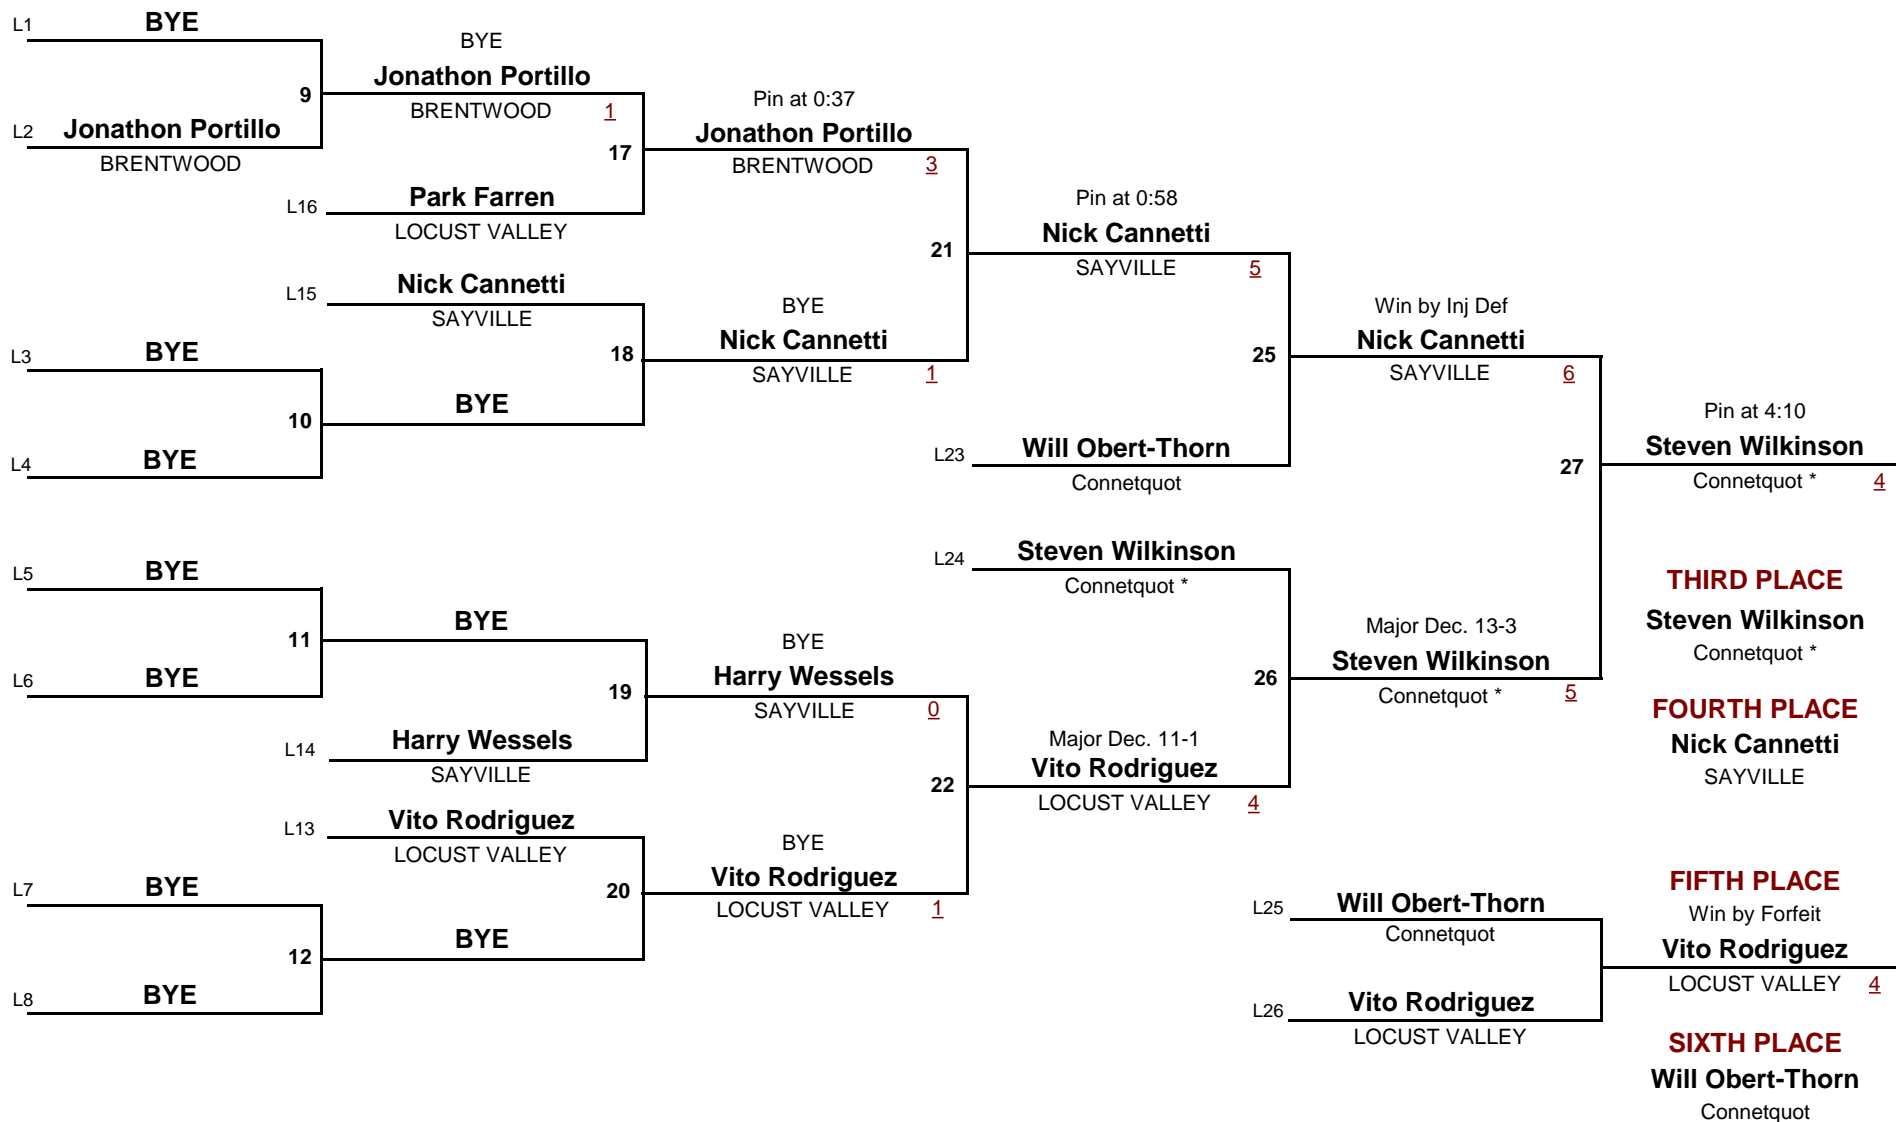 L1 BYE
BYE
Jonathon Portillo
9
BRENTWOOD 1
L2 Jonathon Portillo
BRENTWOOD
Pin at 0:37
Jonathon Portillo
17
BRENTWOOD 3
L16 Park Farren
LOCUST VALLEY
Pin at 0:58
Nick Cannetti
21
SAYVILLE 5
L15 Nick Cannetti
SAYVILLE
BYE
Nick Cannetti
18
SAYVILLE 1
L3 BYE
BYE
10
L4 BYE
Win by Inj Def
Nick Cannetti
25
SAYVILLE 6
L23 Will Obert-Thorn
Connetquot
Pin at 4:10
Steven Wilkinson
27
Connetquot * 4
L24 Steven Wilkinson
Connetquot *
L5 BYE
BYE
11
L6 BYE
BYE
Harry Wessels
19
SAYVILLE 0
L14 Harry Wessels
SAYVILLE
Major Dec. 13-3
Steven Wilkinson
26
Connetquot * 5
Major Dec. 11-1
Vito Rodriguez
22
LOCUST VALLEY 4
L13 Vito Rodriguez
LOCUST VALLEY
BYE
Vito Rodriguez
20
LOCUST VALLEY 1
L7 BYE
BYE
12
L8 BYE
THIRD PLACE
Steven Wilkinson
Connetquot *
FOURTH PLACE
Nick Cannetti
SAYVILLE
L25 Will Obert-Thorn
Connetquot
L26 Vito Rodriguez
LOCUST VALLEY
FIFTH PLACE
Win by Forfeit
Vito Rodriguez
LOCUST VALLEY 4
SIXTH PLACE
Will Obert-Thorn
Connetquot